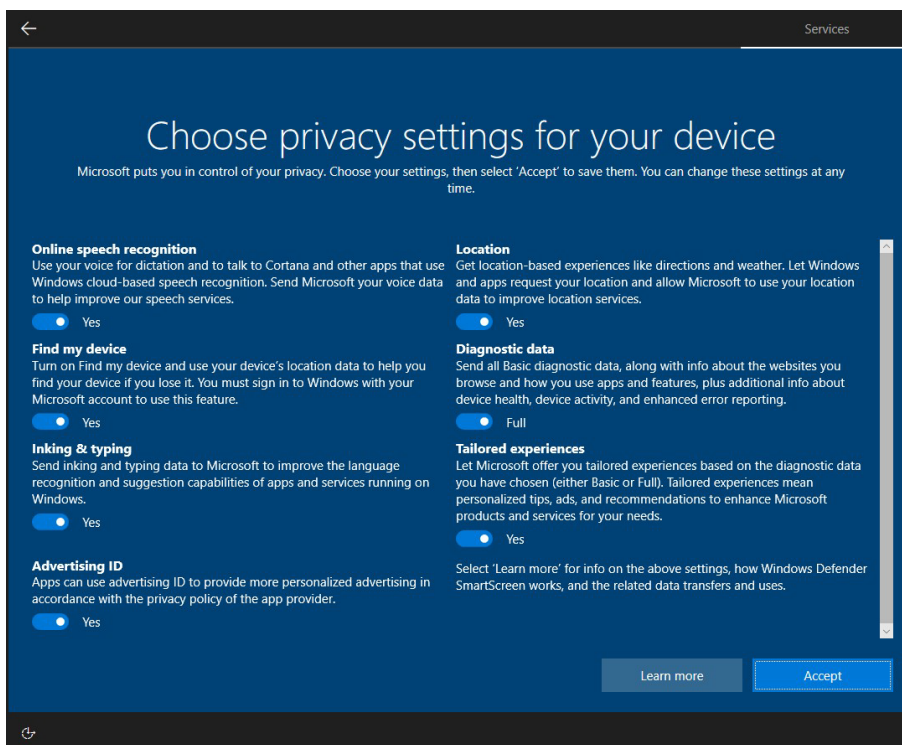 Services
Choose privacy settings for your device
Microsoft puts you in control of your privacy. Choose your settings, then select ‘Accept’ to save them. You can change these settings at any
time.
Online speech recognition
Use your voice for dictation and to talk to Cortana and other apps that use
Windows cloud-based speech recognition. Send Microsoft your voice data
to help improve our speech services.
Yes
Find my device
Turn on Find my device and use your device’s location data to help you
find your device if you lose it. You must sign in to Windows with your
Microsoft account to use this feature.
Yes
Inking & typing
Send inking and typing data to Microsoft to improve the language
recognition and suggestion capabilities of apps and services running on
Windows.
Yes
Advertising ID
Apps can use advertising ID to provide more personalized advertising in
accordance with the privacy policy of the app provider.
Yes
Location
Get location-based experiences like directions and weather. Let Windows
and apps request your location and allow Microsoft to use your location
data to improve location services.
Yes
Diagnostic data
Send all Basic diagnostic data, along with info about the websites you
browse and how you use apps and features, plus additional info about
device health, device activity, and enhanced error reporting.
Full
Tailored experiences
Let Microsoft offer you tailored experiences based on the diagnostic data
you have chosen (either Basic or Full). Tailored experiences mean
personalized tips, ads, and recommendations to enhance Microsoft
products and services for your needs.
Yes
Select ‘Learn more’ for info on the above settings, how Windows Defender
SmartScreen works, and the related data transfers and uses.
Learn more
Accept